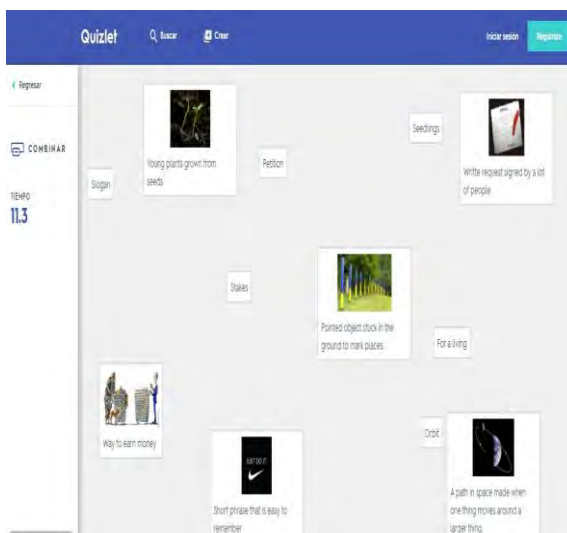 Quizlet
Buscar
Crear
Iniciar sesión
Regístrate
Regresar
COMBINAR
TIEMPO
11.3
Slogan
Young plants grown from
seeds
Petition
Seedlings
Writte request signed by a lot
of people
Stakes
Pointed object stuck in the
ground to mark places
For a living
Way to earn money
JUST DO IT.
Short phrase that is easy to
remember
Orbit
A path in space made when
one thing moves around a
larger thing.